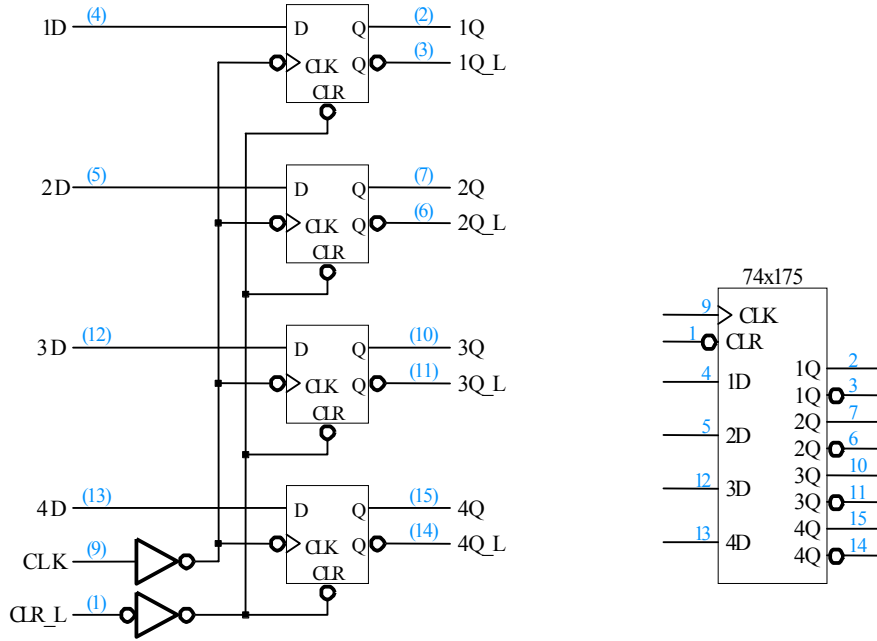 1D (4) D Q (2) 1Q
CLK Q (3) 1Q_L
CLR
2D (5) D Q (7) 2Q
CLK Q (6) 2Q_L
CLR
3D (12) D Q (10) 3Q
CLK Q (11) 3Q_L
CLR
4D (13) D Q (15) 4Q
CLK Q (14) 4Q_L
CLR
CLK (9)
CLR_L (1)
74x175
9 CLK
1 CLR
4 1D
5 2D
12 3D
13 4D
1Q 2
1Q 3
2Q 7
2Q 6
3Q 10
3Q 11
4Q 15
4Q 14